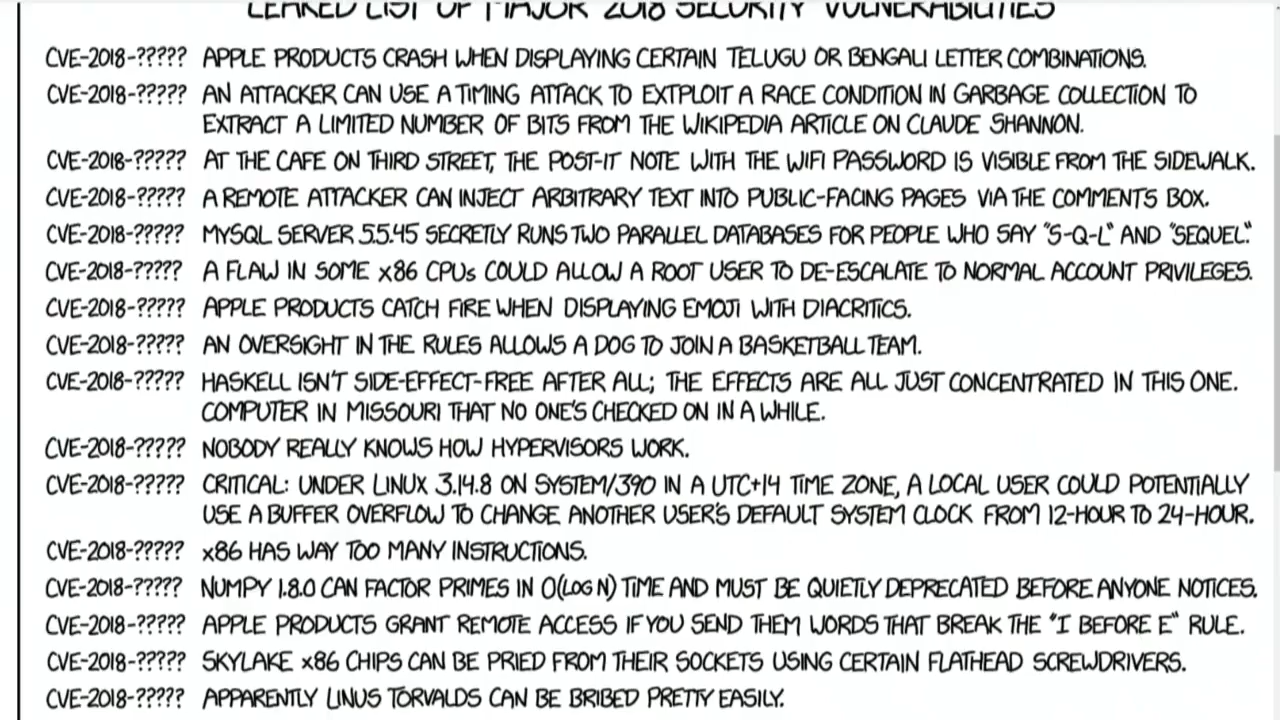 LEAKED LIST OF MAJOR 2018 SECURITY VULNERABILITIES
CVE-2018-????? APPLE PRODUCTS CRASH WHEN DISPLAYING CERTAIN TELUGU OR BENGALI LETTER COMBINATIONS.
CVE-2018-????? AN ATTACKER CAN USE A TIMING ATTACK TO EXTPLOIT A RACE CONDITION IN GARBAGE COLLECTION TO
EXTRACT A LIMITED NUMBER OF BITS FROM THE WIKIPEDIA ARTICLE ON CLAUDE SHANNON.
CVE-2018-????? AT THE CAFE ON THIRD STREET, THE POST-IT NOTE WITH THE WIFI PASSWORD IS VISIBLE FROM THE SIDEWALK.
CVE-2018-????? A REMOTE ATTACKER CAN INJECT ARBITRARY TEXT INTO PUBLIC-FACING PAGES VIA THE COMMENTS BOX.
CVE-2018-????? MYSQL SERVER 5.5.45 SECRETLY RUNS TWO PARALLEL DATABASES FOR PEOPLE WHO SAY "S-Q-L" AND "SEQUEL."
CVE-2018-????? A FLAW IN SOME x86 CPUs COULD ALLOW A ROOT USER TO DE-ESCALATE TO NORMAL ACCOUNT PRIVILEGES.
CVE-2018-????? APPLE PRODUCTS CATCH FIRE WHEN DISPLAYING EMOJI WITH DIACRITICS.
CVE-2018-????? AN OVERSIGHT IN THE RULES ALLOWS A DOG TO JOIN A BASKETBALL TEAM.
CVE-2018-????? HASKELL ISN'T SIDE-EFFECT-FREE AFTER ALL; THE EFFECTS ARE ALL JUST CONCENTRATED IN THIS ONE.
COMPUTER IN MISSOURI THAT NO ONE'S CHECKED ON IN A WHILE.
CVE-2018-????? NOBODY REALLY KNOWS HOW HYPERVISORS WORK.
CVE-2018-????? CRITICAL: UNDER LINUX 3.14.8 ON SYSTEM/390 IN A UTC+14 TIME ZONE, A LOCAL USER COULD POTENTIALLY
USE A BUFFER OVERFLOW TO CHANGE ANOTHER USER'S DEFAULT SYSTEM CLOCK FROM 12-HOUR TO 24-HOUR.
CVE-2018-????? x86 HAS WAY TOO MANY INSTRUCTIONS.
CVE-2018-????? NUMPY 1.8.0 CAN FACTOR PRIMES IN O(LOG N) TIME AND MUST BE QUIETLY DEPRECATED BEFORE ANYONE NOTICES.
CVE-2018-????? APPLE PRODUCTS GRANT REMOTE ACCESS IF YOU SEND THEM WORDS THAT BREAK THE "I BEFORE E" RULE.
CVE-2018-????? SKYLAKE x86 CHIPS CAN BE PRIED FROM THEIR SOCKETS USING CERTAIN FLATHEAD SCREWDRIVERS.
CVE-2018-????? APPARENTLY LINUS TORVALDS CAN BE BRIBED PRETTY EASILY.